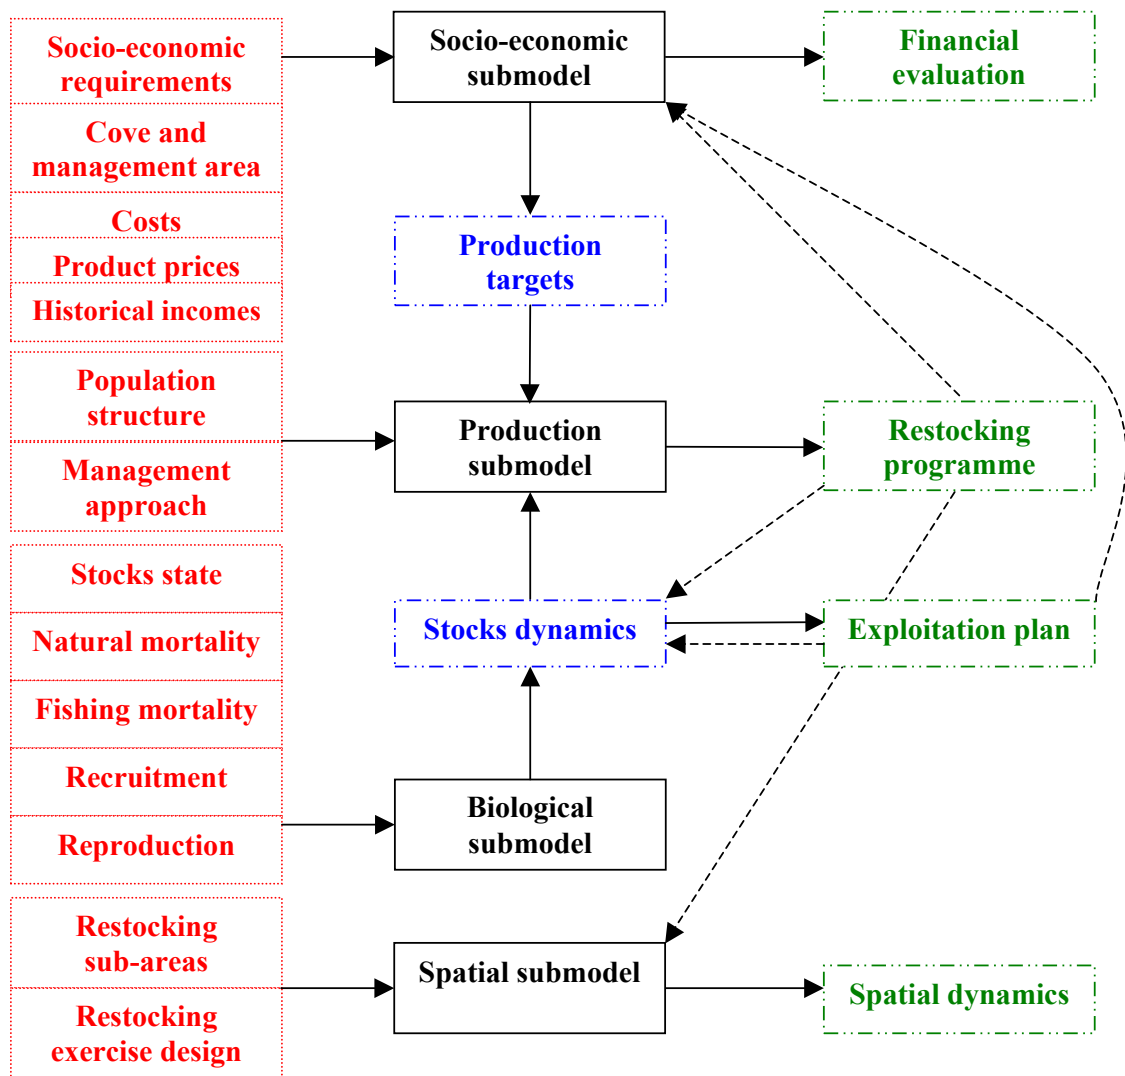 Socio-economic
requirements
Cove and
management area
Costs
Product prices
Historical incomes
Population
structure
Management
approach
Stocks state
Natural mortality
Fishing mortality
Recruitment
Reproduction
Restocking
sub-areas
Restocking
exercise design
Socio-economic
submodel
Production
targets
Production
submodel
Stocks dynamics
Biological
submodel
Spatial submodel
Financial
evaluation
Restocking
programme
Exploitation plan
Spatial dynamics